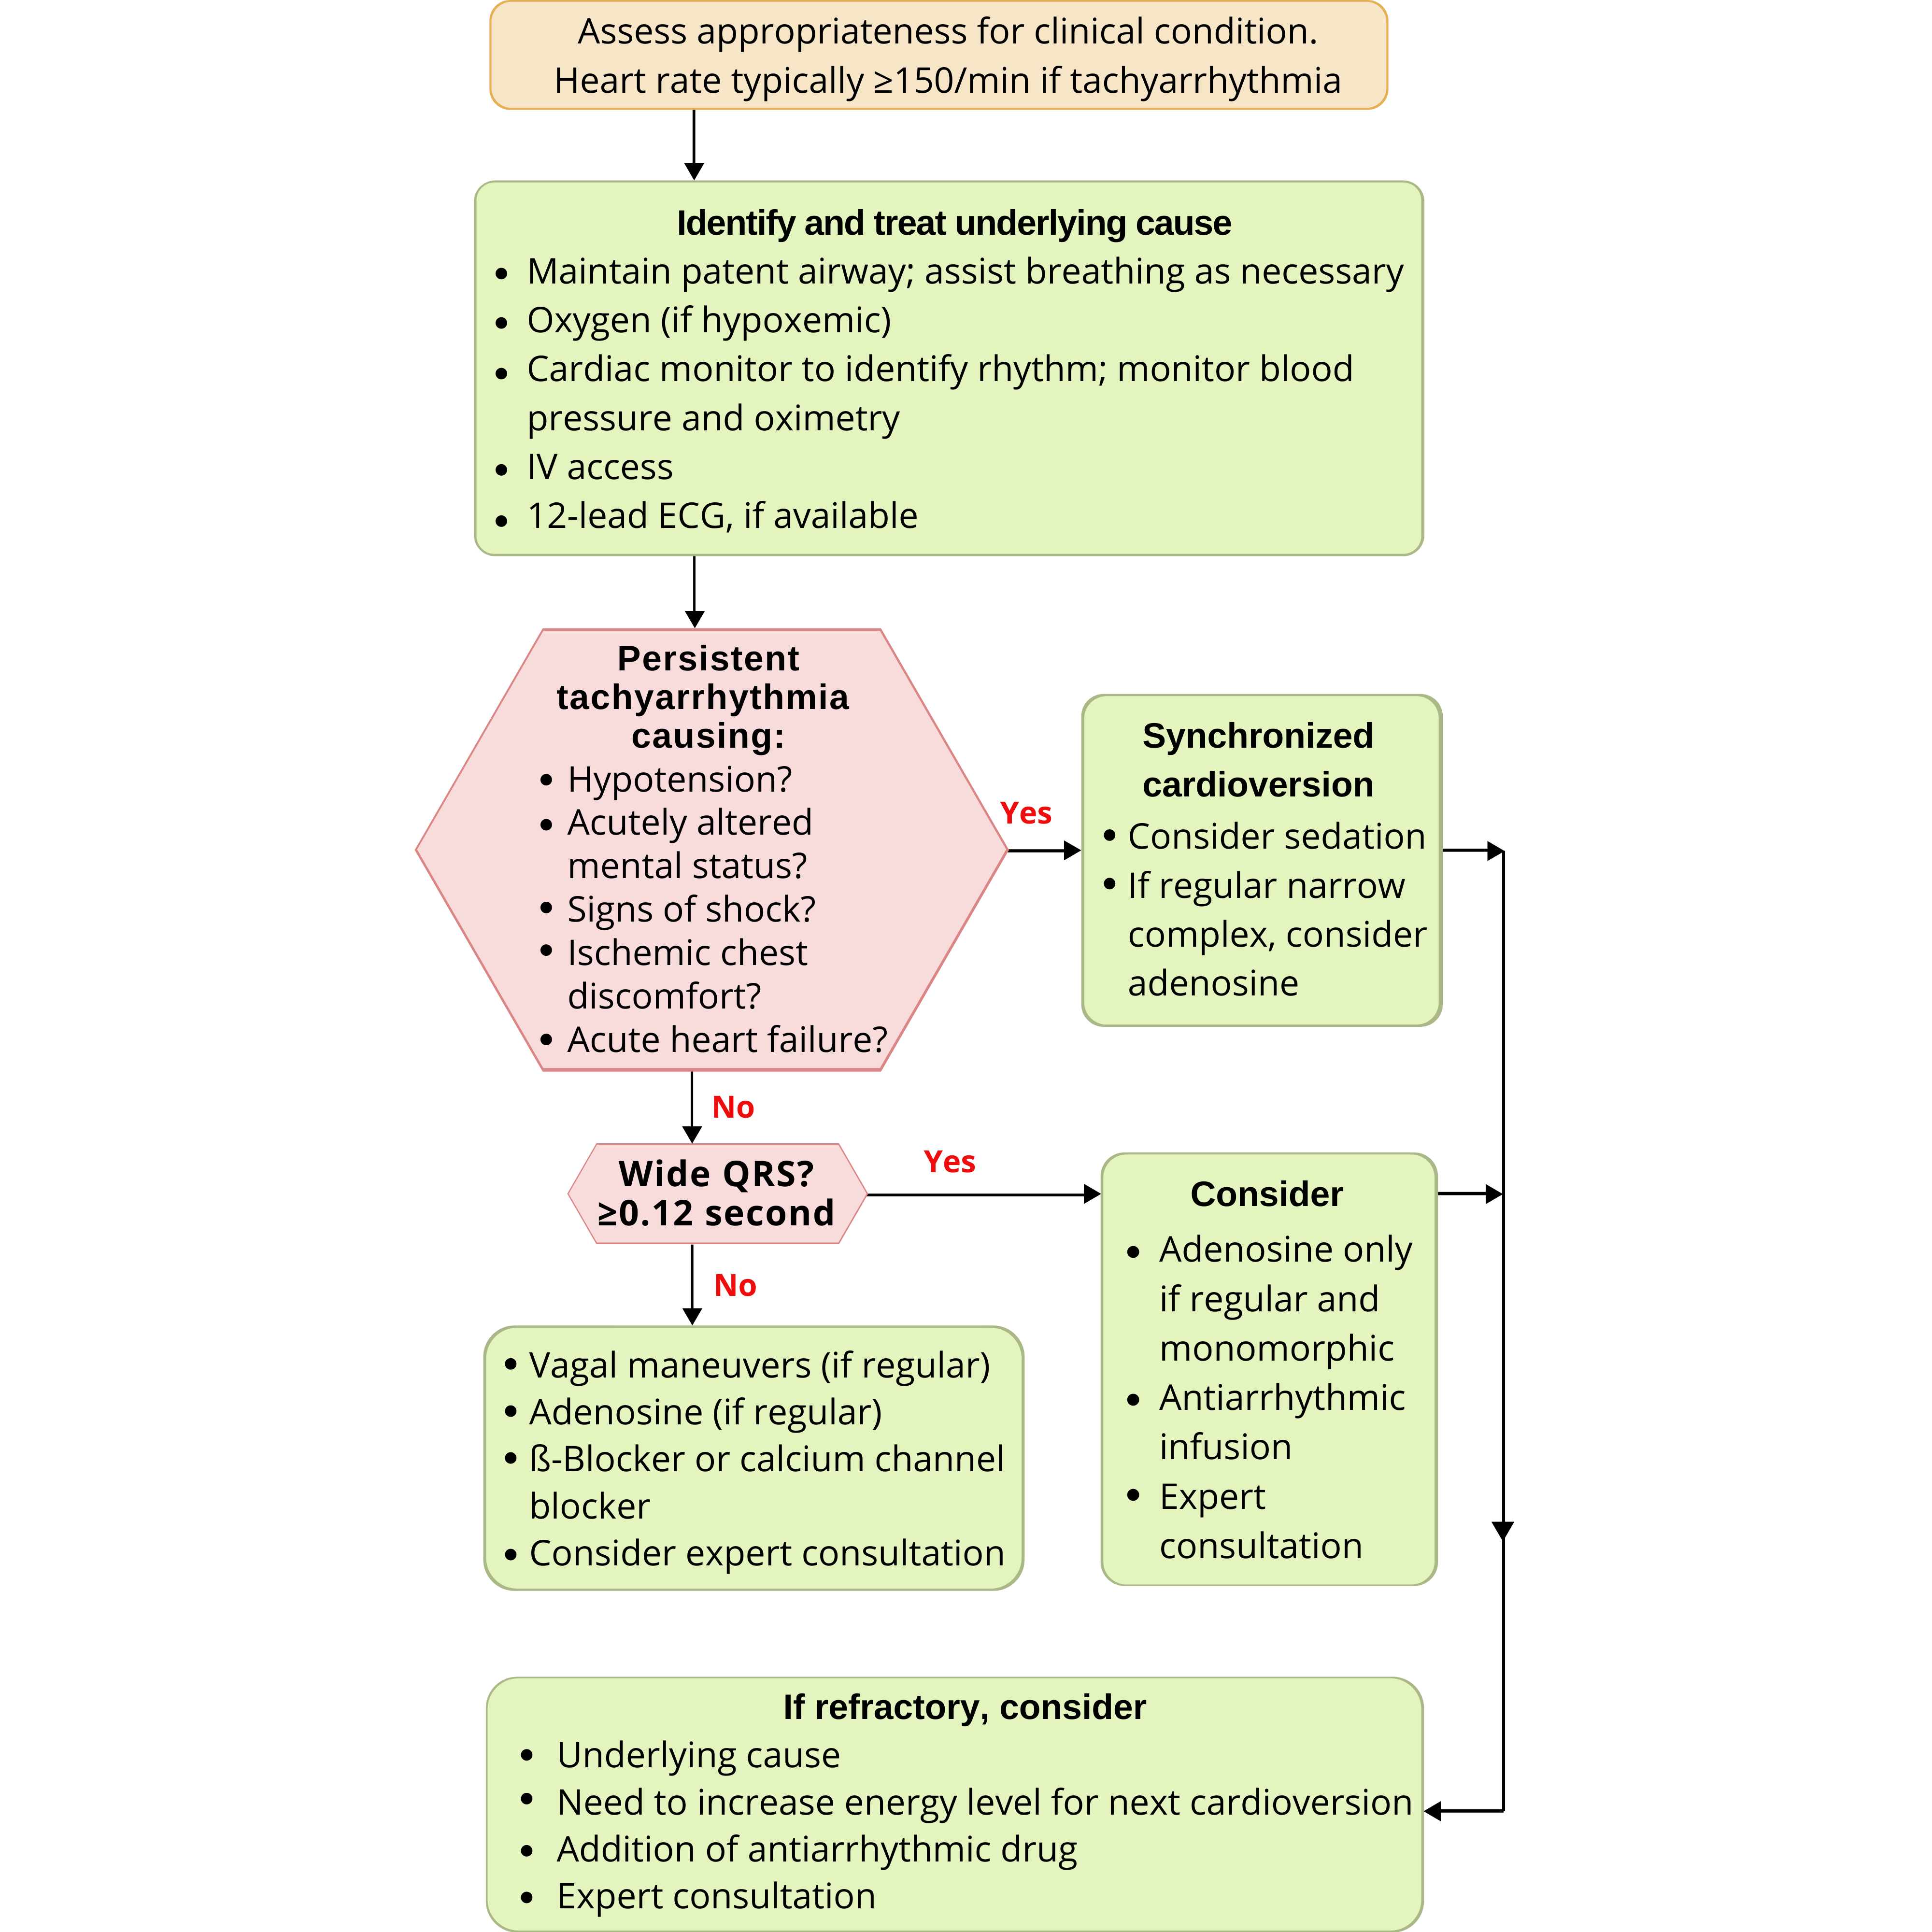 Assess appropriateness for clinical condition.
Heart rate typically ≥150/min if tachyarrhythmia
Identify and treat underlying cause
• Maintain patent airway; assist breathing as necessary
• Oxygen (if hypoxemic)
• Cardiac monitor to identify rhythm; monitor blood
pressure and oximetry
• IV access
• 12-lead ECG, if available
Persistent
tachyarrhythmia
causing:
• Hypotension?
• Acutely altered
mental status?
• Signs of shock?
• Ischemic chest
discomfort?
• Acute heart failure?
Yes
Synchronized
cardioversion
• Consider sedation
• If regular narrow
complex, consider
adenosine
No
Wide QRS?
≥0.12 second
Yes
Consider
• Adenosine only
if regular and
monomorphic
• Antiarrhythmic
infusion
• Expert
consultation
No
• Vagal maneuvers (if regular)
• Adenosine (if regular)
• ß-Blocker or calcium channel
blocker
• Consider expert consultation
If refractory, consider
• Underlying cause
• Need to increase energy level for next cardioversion
• Addition of antiarrhythmic drug
• Expert consultation